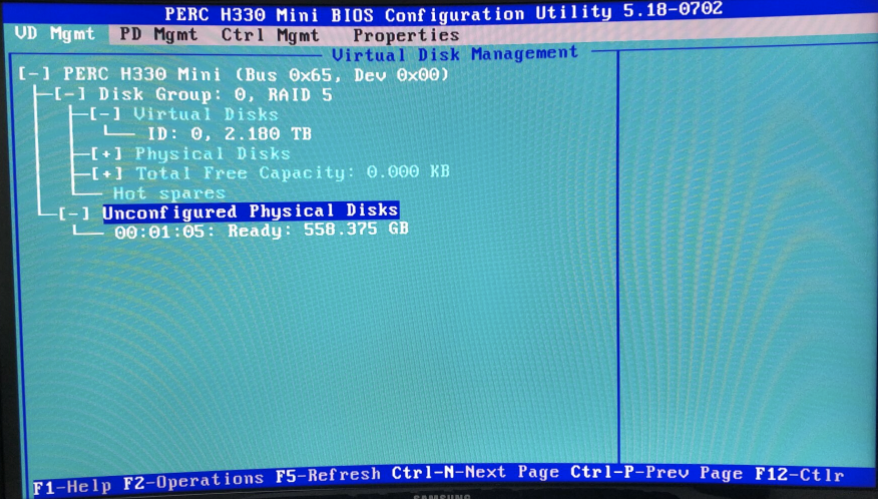 PERC H330 Mini BIOS Configuration Utility 5.18-0702
VD Mgmt PD Mgmt Ctrl Mgmt Properties
Virtual Disk Management
[-] PERC H330 Mini (Bus 0x65, Dev 0x00)
[-] Disk Group: 0, RAID 5
[-] Virtual Disks
ID: 0, 2.180 TB
[+] Physical Disks
[+] Total Free Capacity: 0.000 KB
Hot spares
[-] Unconfigured Physical Disks
00:01:05: Ready: 558.375 GB
F1-Help F2-Operations F5-Refresh Ctrl-N-Next Page Ctrl-P-Prev Page F12-Ctlr
SAMSUNG